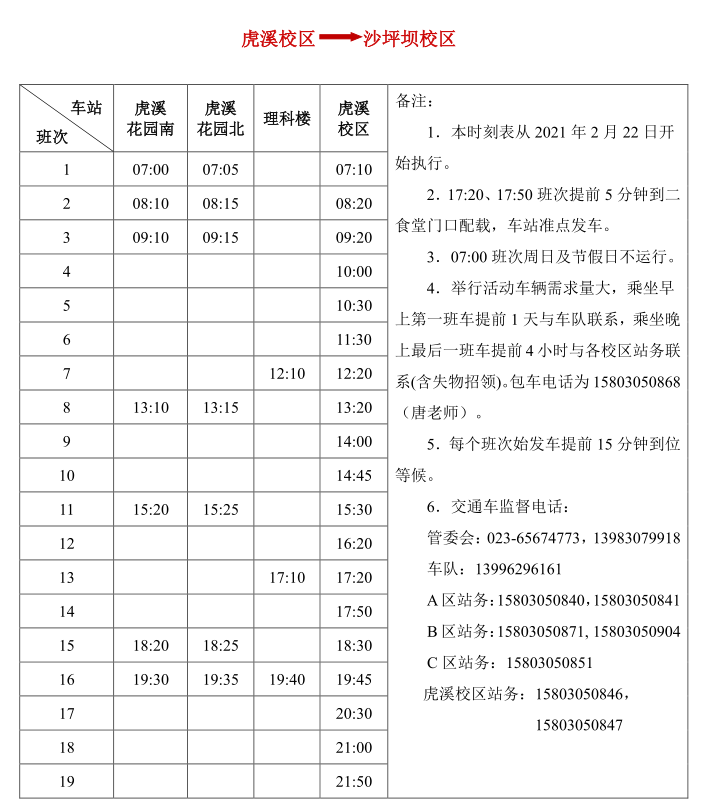 虎溪校区 沙坪坝校区
车站 班次 虎溪花园南 虎溪花园北 理科楼 虎溪校区
1 07:00 07:05 07:10
2 08:10 08:15 08:20
3 09:10 09:15 09:20
4 10:00
5 10:30
6 11:30
7 12:10 12:20
8 13:10 13:15 13:20
9 14:00
10 14:45
11 15:20 15:25 15:30
12 16:20
13 17:10 17:20
14 17:50
15 18:20 18:25 18:30
16 19:30 19:35 19:40 19:45
17 20:30
18 21:00
19 21:50
备注：
1．本时刻表从 2021 年 2 月 22 日开
始执行。
2．17:20、17:50 班次提前 5 分钟到二
食堂门口配载，车站准点发车。
3．07:00 班次周日及节假日不运行。
4．举行活动车辆需求量大，乘坐早
上第一班车提前 1 天与车队联系，乘坐晚
上最后一班车提前 4 小时与各校区站务联
系(含失物招领)。包车电话为 15803050868
（唐老师）。
5．每个班次始发车提前 15 分钟到位
等候。
6．交通车监督电话：
管委会：023-65674773，13983079918
车队：13996296161
A 区站务：15803050840，15803050841
B 区站务：15803050871, 15803050904
C 区站务：15803050851
虎溪校区站务：15803050846，
15803050847